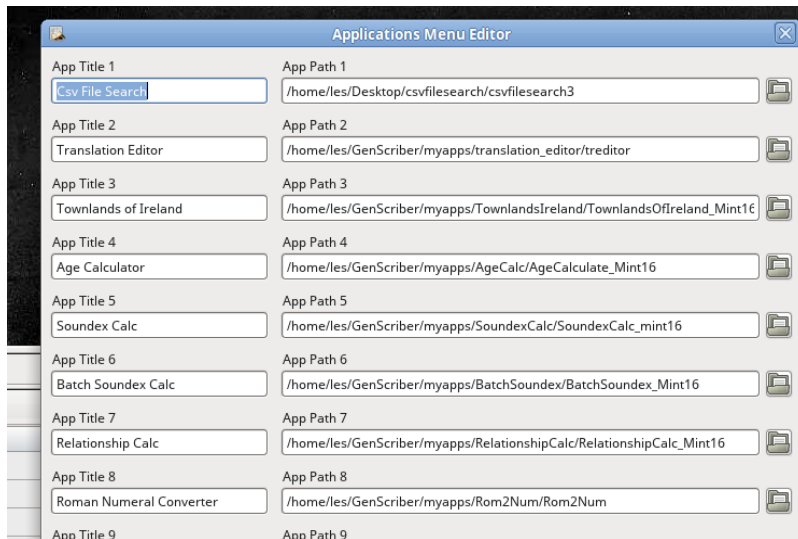 Applications Menu Editor
App Title 1 App Path 1
Csv File Search /home/les/Desktop/csvfilesearch/csvfilesearch3
App Title 2 App Path 2
Translation Editor /home/les/GenScriber/myapps/translation_editor/treditor
App Title 3 App Path 3
Townlands of Ireland /home/les/GenScriber/myapps/TownlandsIreland/TownlandsOfIreland_Mint16
App Title 4 App Path 4
Age Calculator /home/les/GenScriber/myapps/AgeCalc/AgeCalculate_Mint16
App Title 5 App Path 5
Soundex Calc /home/les/GenScriber/myapps/SoundexCalc/SoundexCalc_mint16
App Title 6 App Path 6
Batch Soundex Calc /home/les/GenScriber/myapps/BatchSoundex/BatchSoundex_Mint16
App Title 7 App Path 7
Relationship Calc /home/les/GenScriber/myapps/RelationshipCalc/RelationshipCalc_Mint16
App Title 8 App Path 8
Roman Numeral Converter /home/les/GenScriber/myapps/Rom2Num/Rom2Num
App Title 9 App Path 9